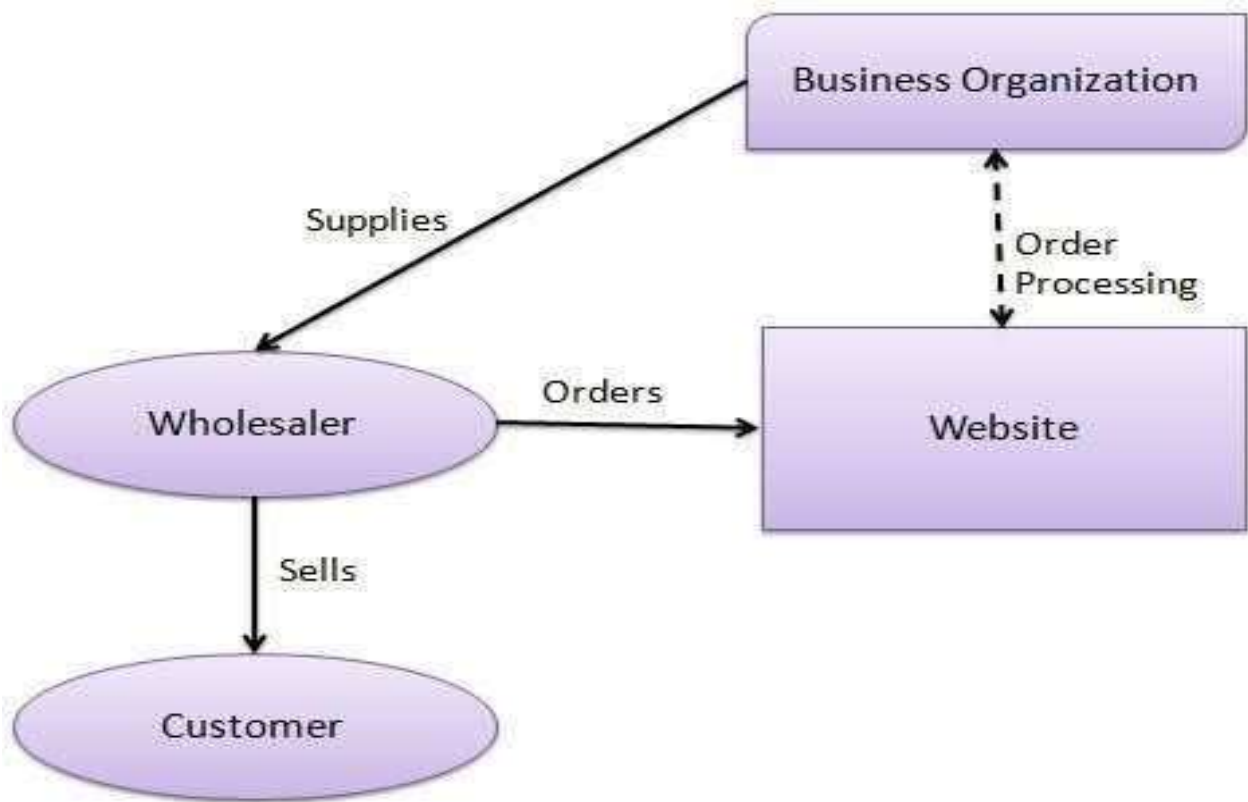 Business Organization
Supplies
Order
Processing
Orders
Wholesaler
Website
Sells
Customer